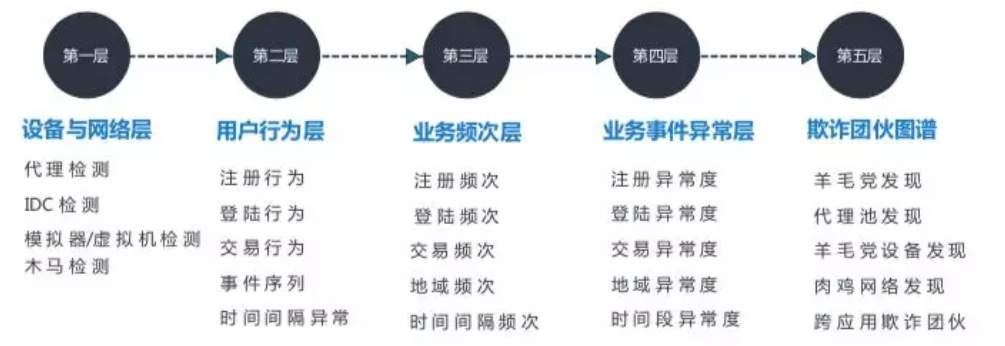 第一层
第二层
第三层
第四层
第五层
设备与网络层
代理检测
IDC检测
模拟器/虚拟机检测
木马检测
用户行为层
注册行为
登陆行为
交易行为
事件序列
时间间隔异常
业务频次层
注册频次
登陆频次
交易频次
地域频次
时间间隔频次
业务事件异常层
注册异常度
登陆异常度
交易异常度
地域异常度
时间段异常度
欺诈团伙图谱
羊毛党发现
代理池发现
羊毛党设备发现
肉鸡网络发现
跨应用欺诈团伙